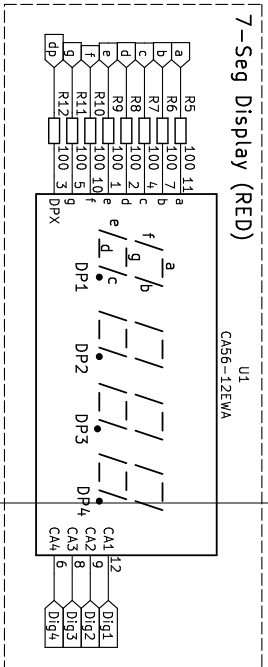 7-Seg Display (RED)
U1
CA56-12EWA
a R5 100 11 a
b R6 100 7 b
c R7 100 4 c
d R8 100 2 d
e R9 100 1 e
f R10 100 10 f
g R11 100 5 g
dp R12 100 3 DPX
a
f b
g
e c
d
DP1 DP2 DP3 DP4
CA1 12 Dig1
CA2 9 Dig2
CA3 8 Dig3
CA4 6 Dig4